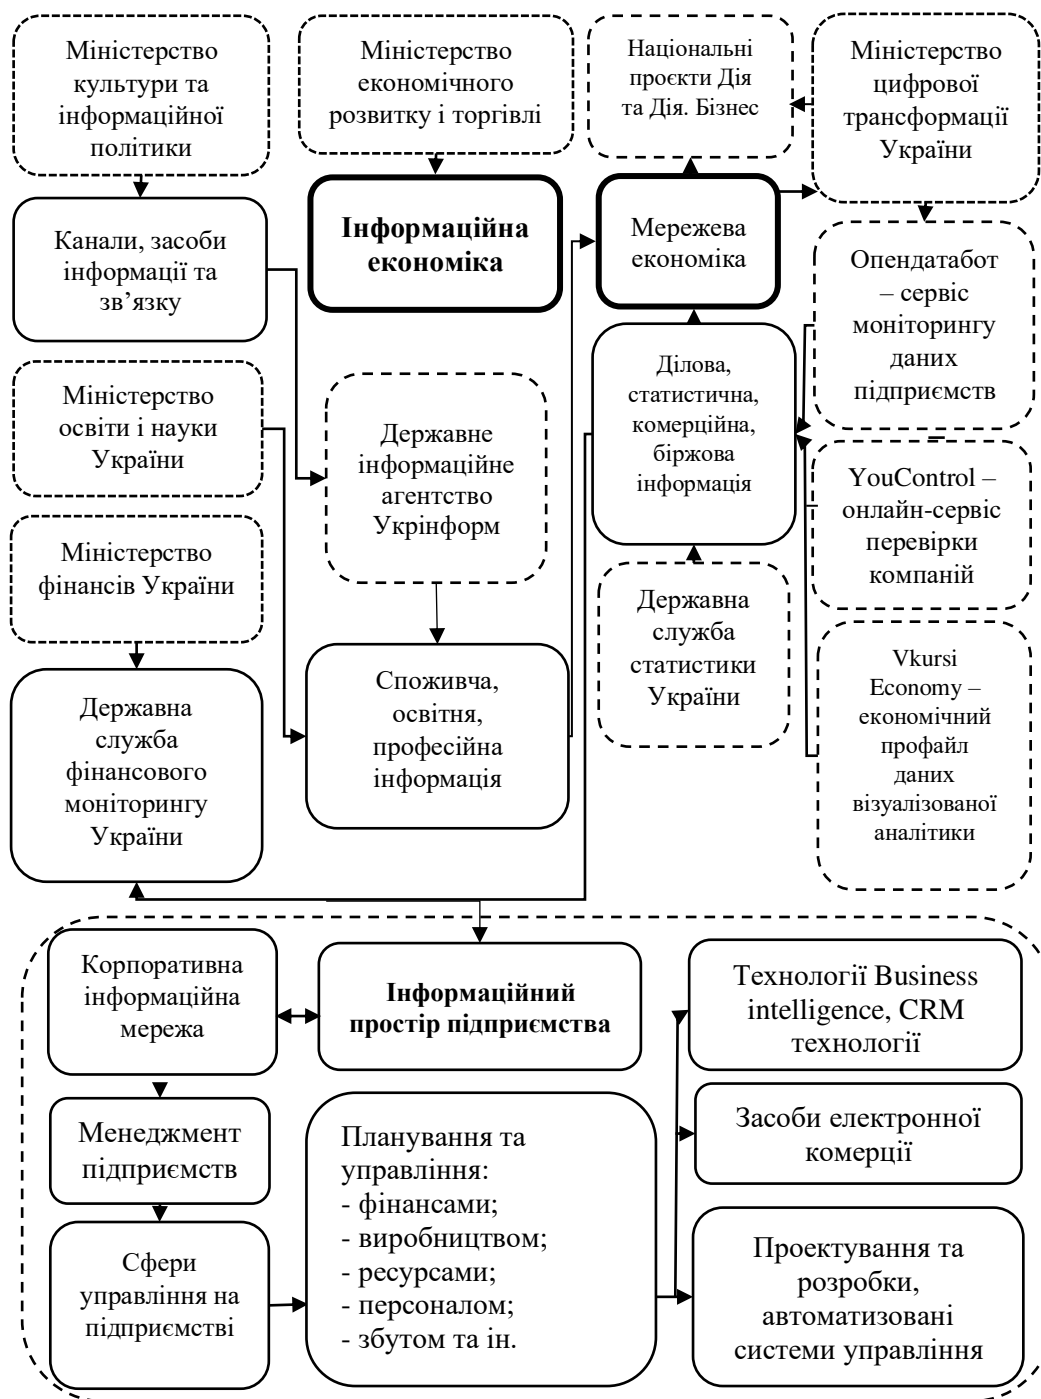 Міністерство
культури та
інформаційної
політики
Міністерство
економічного
розвитку і торгівлі
Національні
проєкти Дія
та Дія. Бізнес
Міністерство
цифрової
трансформації
України
Канали, засоби
інформації та
зв’язку
Інформаційна
економіка
Мережева
економіка
Опендатабот
– сервіс
моніторингу
даних
підприємств
Міністерство
освіти і науки
України
Державне
інформаційне
агентство
Укрінформ
Ділова,
статистична,
комерційна,
біржова
інформація
YouControl –
онлайн-сервіс
перевірки
компаній
Міністерство
фінансів України
Державна
служба
статистики
України
Vkursi
Economy –
економічний
профайл
даних
візуалізованої
аналітики
Державна
служба
фінансового
моніторингу
України
Споживча,
освітня,
професійна
інформація
Корпоративна
інформаційна
мережа
Інформаційний
простір підприємства
Технології Business
intelligence, CRM
технології
Менеджмент
підприємств
Засоби електронної
комерції
Сфери
управління на
підприємстві
Планування та
управління:
- фінансами;
- виробництвом;
- ресурсами;
- персоналом;
- збутом та ін.
Проектування та
розробки,
автоматизовані
системи управління